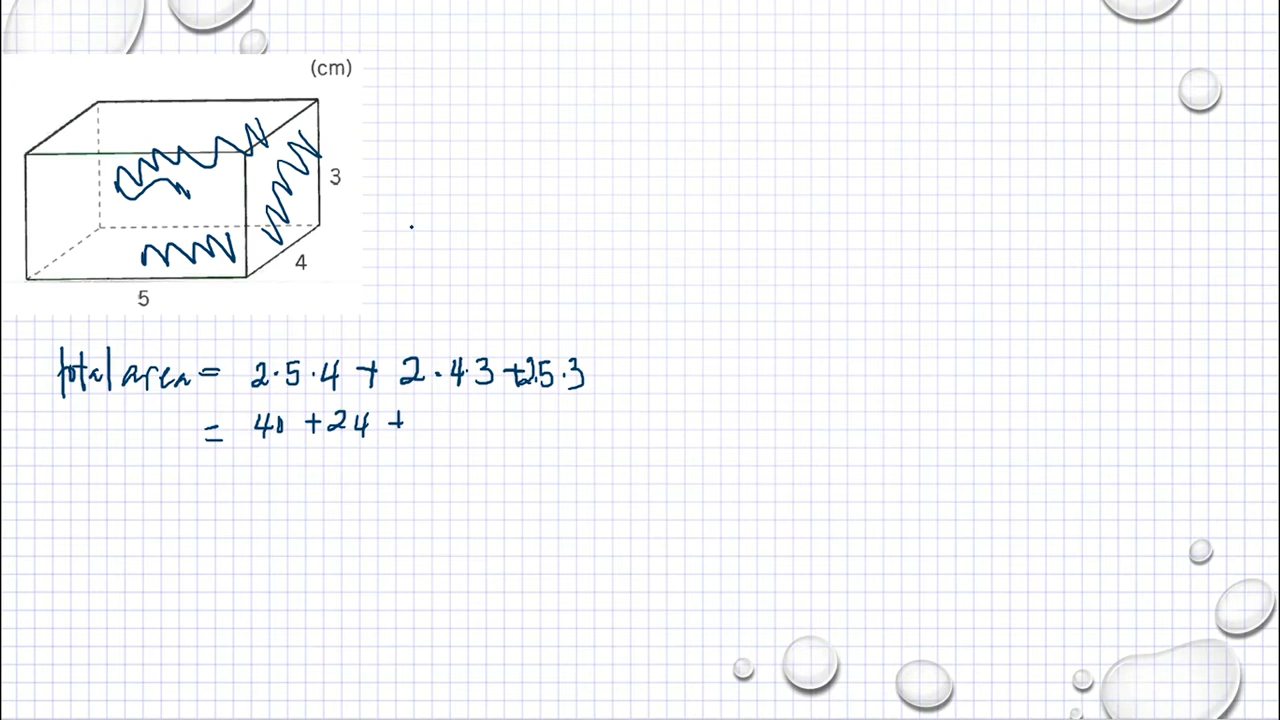 (cm)
3
4
5
total area = 2·5·4 + 2·4·3 + 2·5·3
= 40 + 24 +